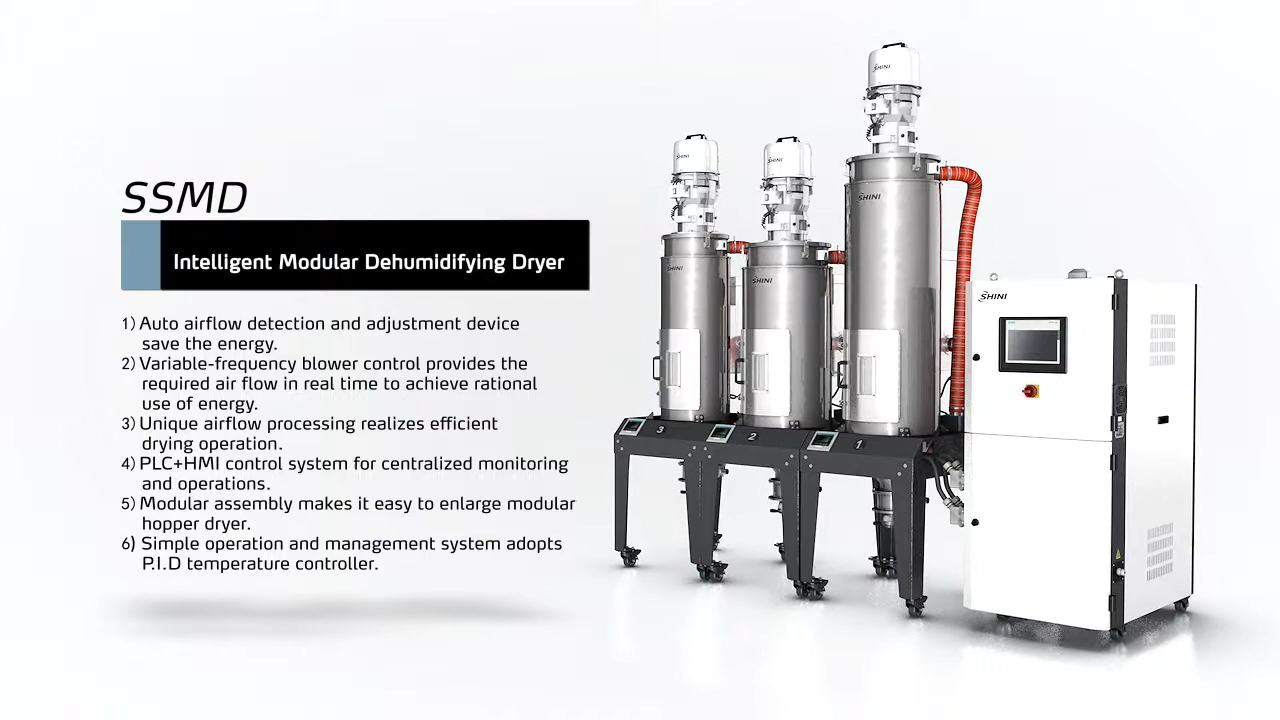 SSMD
Intelligent Modular Dehumidifying Dryer
1) Auto airflow detection and adjustment device
save the energy.
2) Variable-frequency blower control provides the
required air flow in real time to achieve rational
use of energy.
3) Unique airflow processing realizes efficient
drying operation.
4) PLC+HMI control system for centralized monitoring
and operations.
5) Modular assembly makes it easy to enlarge modular
hopper dryer.
6) Simple operation and management system adopts
P.I.D temperature controller.
SHINI
SHINI
SHINI
SHINI
SHINI
SHINI
SHINI
3
2
1